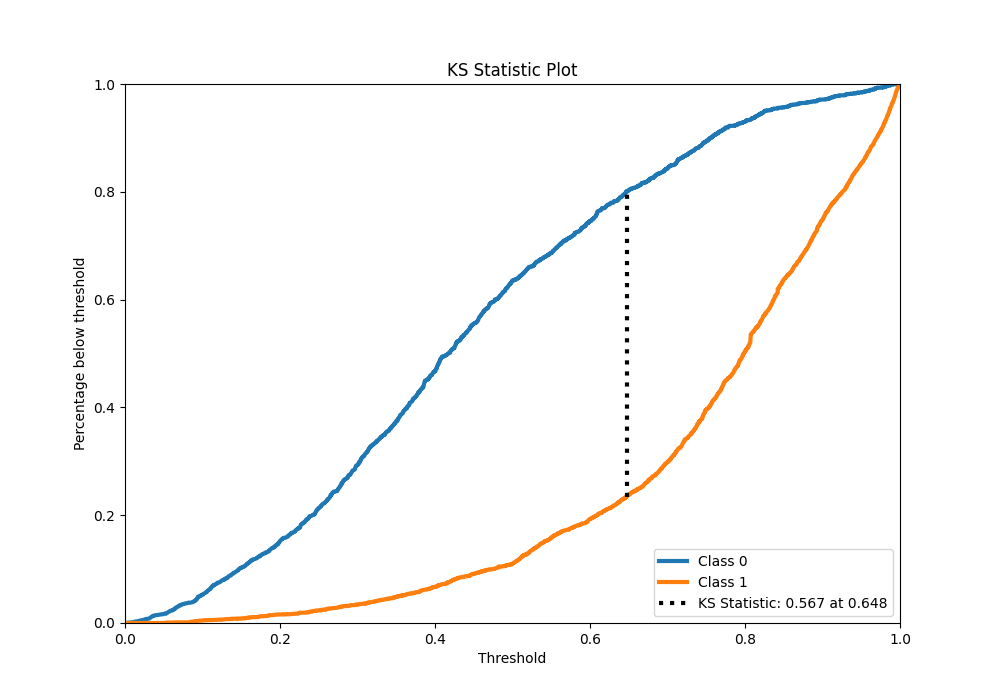 KS Statistic Plot
1.0
0.8
0.6
0.4
0.2
0.0
Percentage below threshold
0.0 0.2 0.4 0.6 0.8 1.0
Threshold
Class 0
Class 1
KS Statistic: 0.567 at 0.648